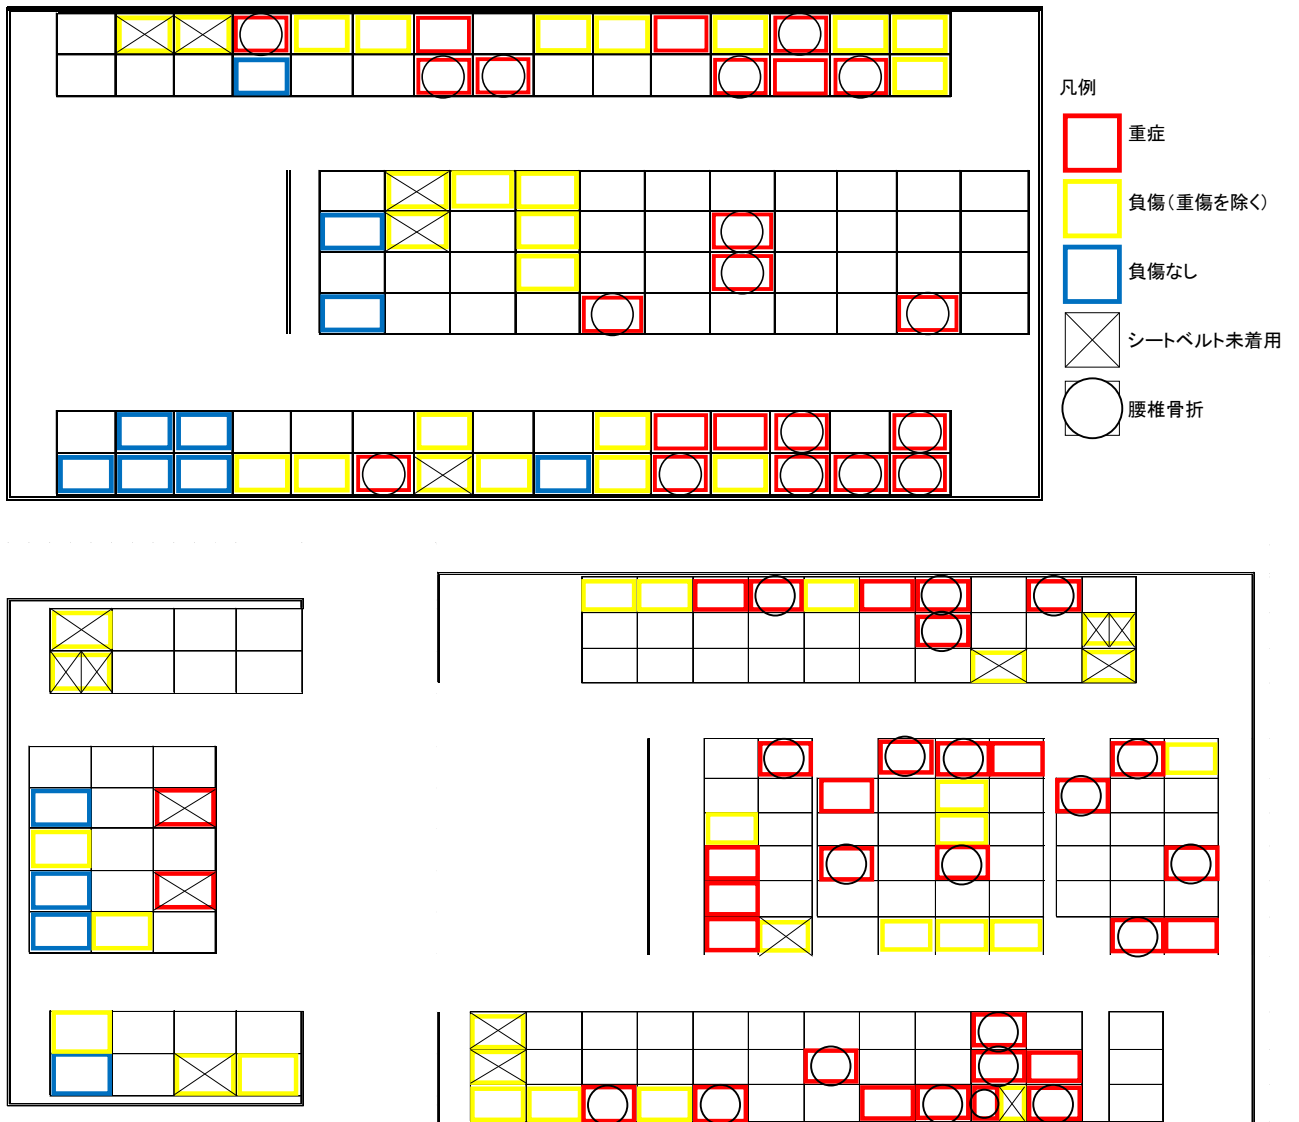 凡例
重症
負傷(重傷を除く)
負傷なし
シートベルト未着用
腰椎骨折